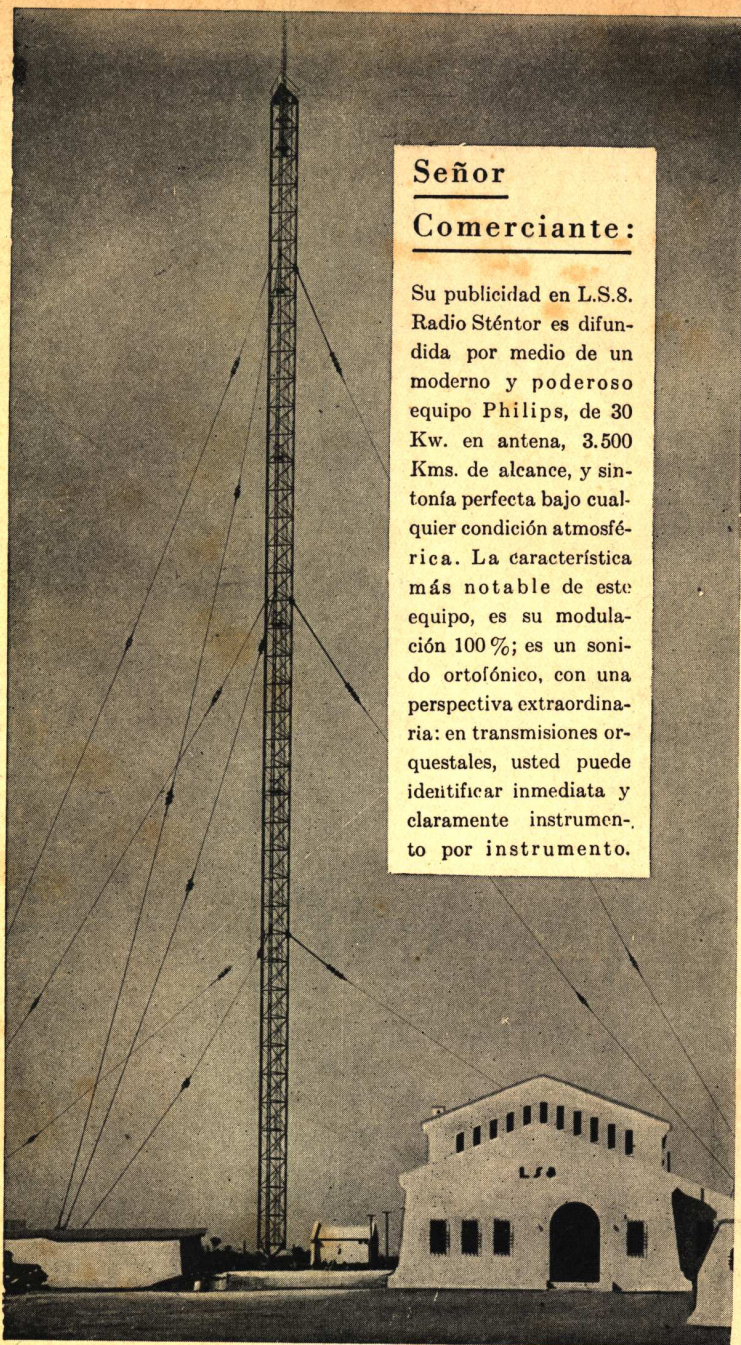 Señor
Comerciante:
Su publicidad en L.S.8.
Radio Sténtor es difun-
dida por medio de un
moderno y poderoso
equipo Philips, de 30
Kw. en antena, 3.500
Kms. de alcance, y sin-
tonía perfecta bajo cual-
quier condición atmosfé-
rica. La característica
más notable de este
equipo, es su modula-
ción 100 %; es un soni-
do ortofónico, con una
perspectiva extraordina-
ria: en transmisiones or-
questales, usted puede
identificar inmediata y
claramente instrumen-
to por instrumento.
LS8